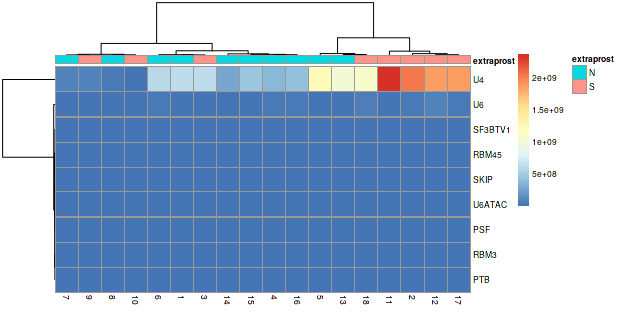 extraprost
extraprost
N
S
U4
U6
SF3BTV1
RBM45
SKIP
U6ATAC
PSF
RBM3
PTB
2e+09
1.5e+09
1e+09
5e+08
7 9 8 10 6 1 3 14 15 4 16 5 13 18 11 2 12 17